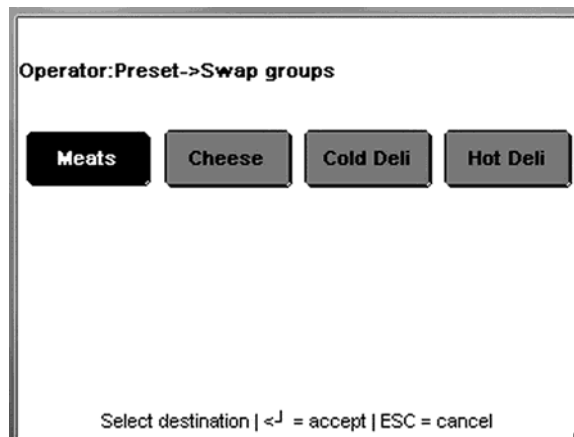 Operator:Preset->Swap groups
Meats Cheese Cold Deli Hot Deli
Select destination | <┘ = accept | ESC = cancel